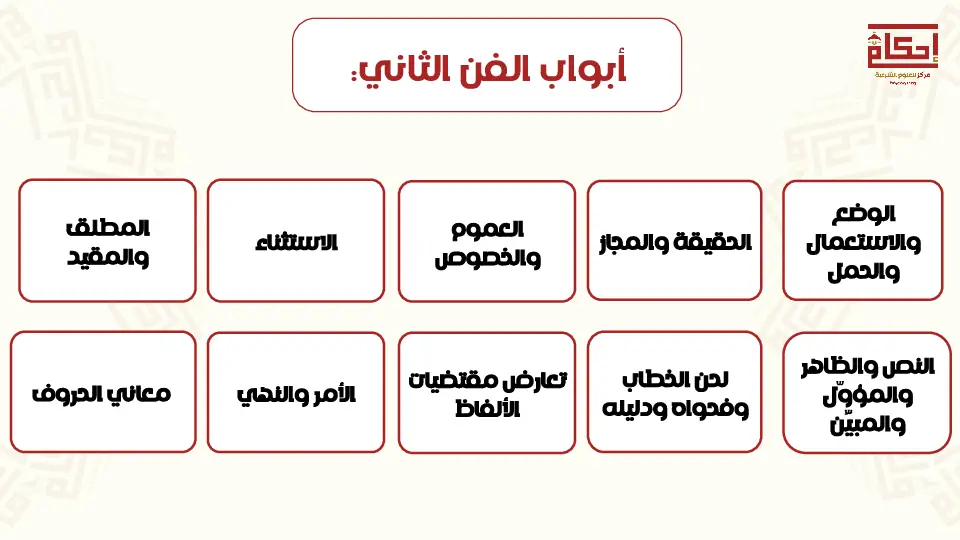 أبواب الفن الثاني:
إحكام
مركز للعلوم الشرعية
الوضع
والاستعمال
والحمل
الحقيقة والمجاز
العموم
والخصوص
الاستثناء
المطلق
والمقيد
النص والظاهر
والمؤوّل
والمبيّن
لحن الخطاب
وفحواه ودليله
تعارض مقتضيات
الألفاظ
الأمر والنهي
معاني الحروف